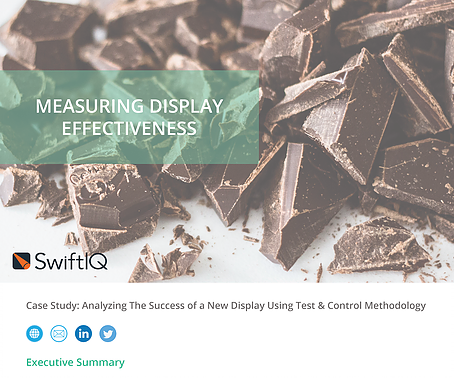 MEASURING DISPLAY
EFFECTIVENESS
SwiftIQ
Case Study: Analyzing The Success of a New Display Using Test & Control Methodology
in
Executive Summary